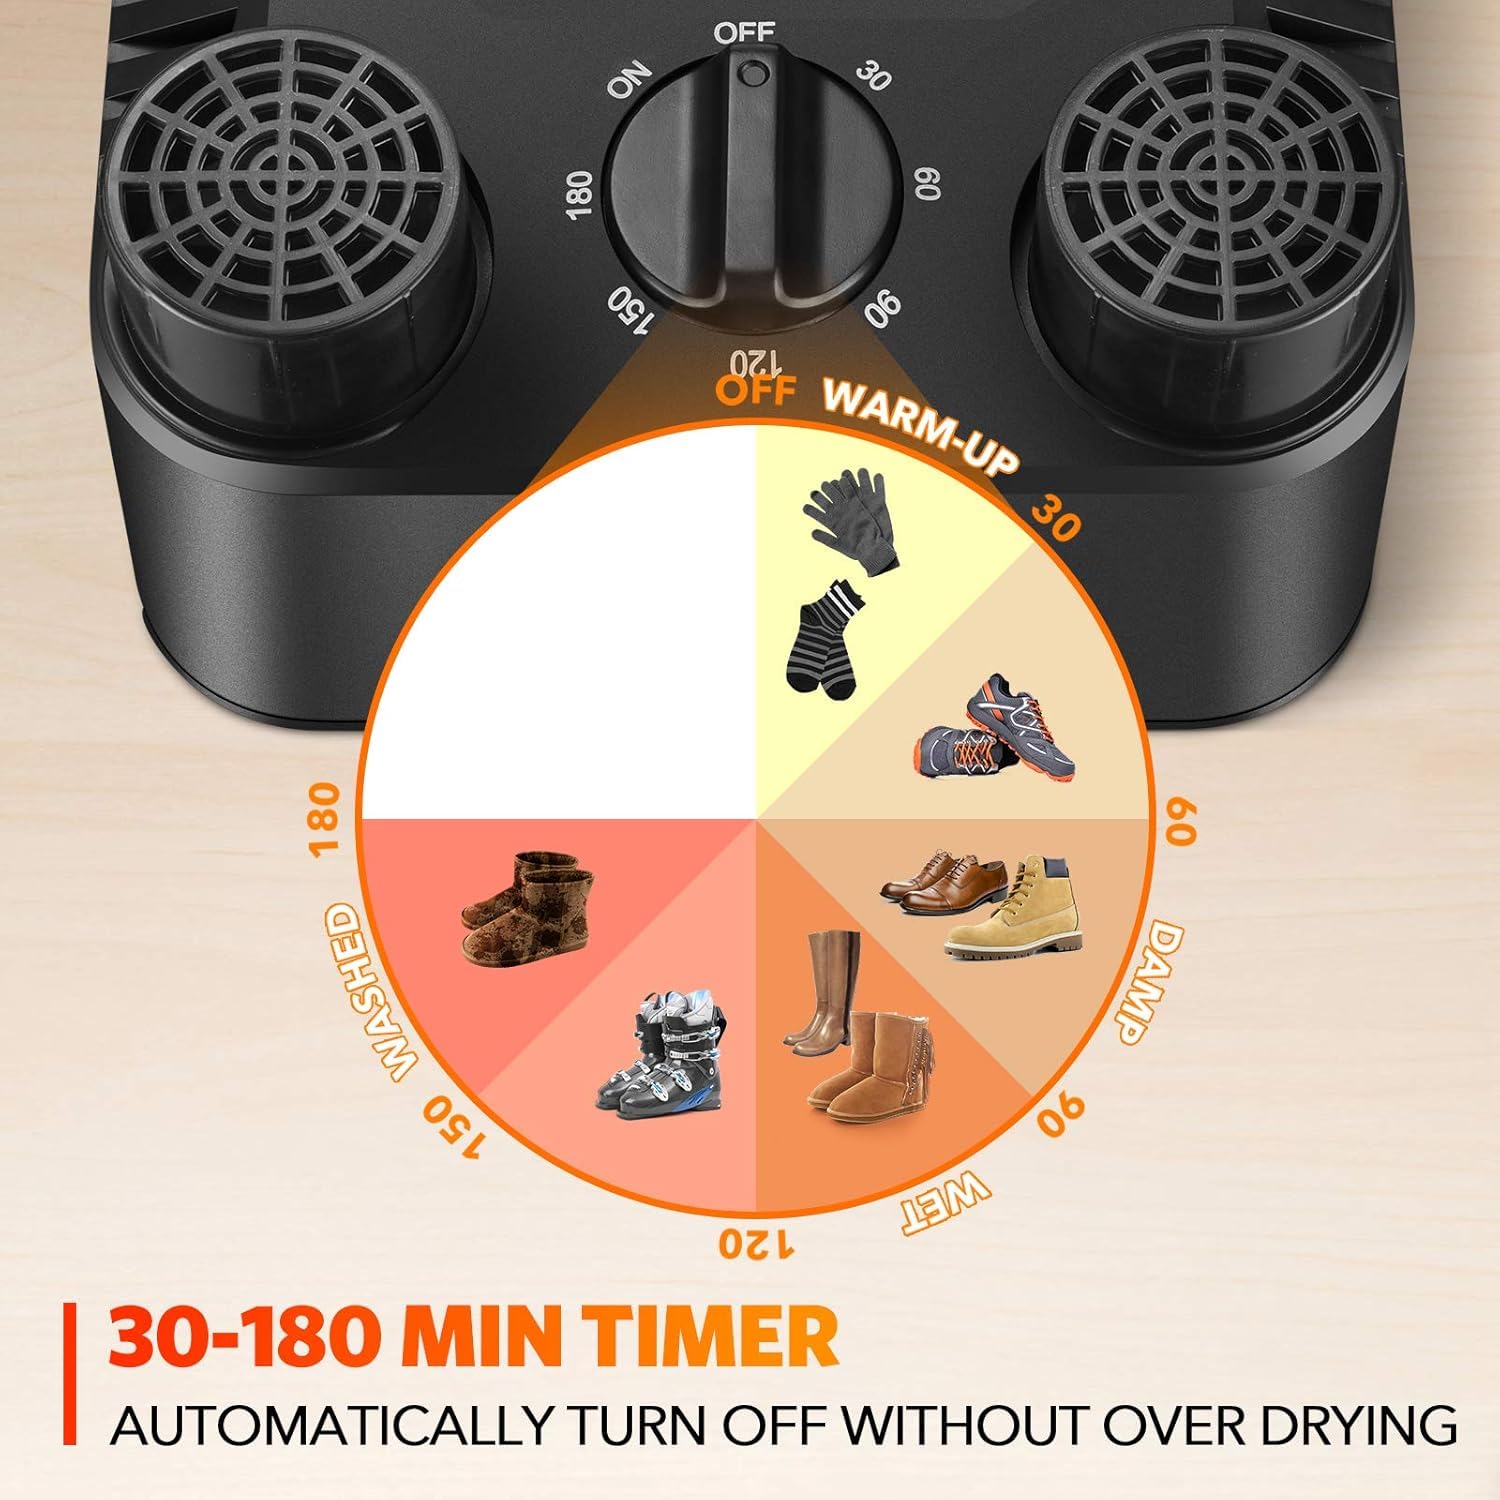 OFF
ON
30
180
60
150
90
120
OFF
WARM-UP
30
180
60
WASHED
DAMP
150
90
WET
120
30-180 MIN TIMER
AUTOMATICALLY TURN OFF WITHOUT OVER DRYING